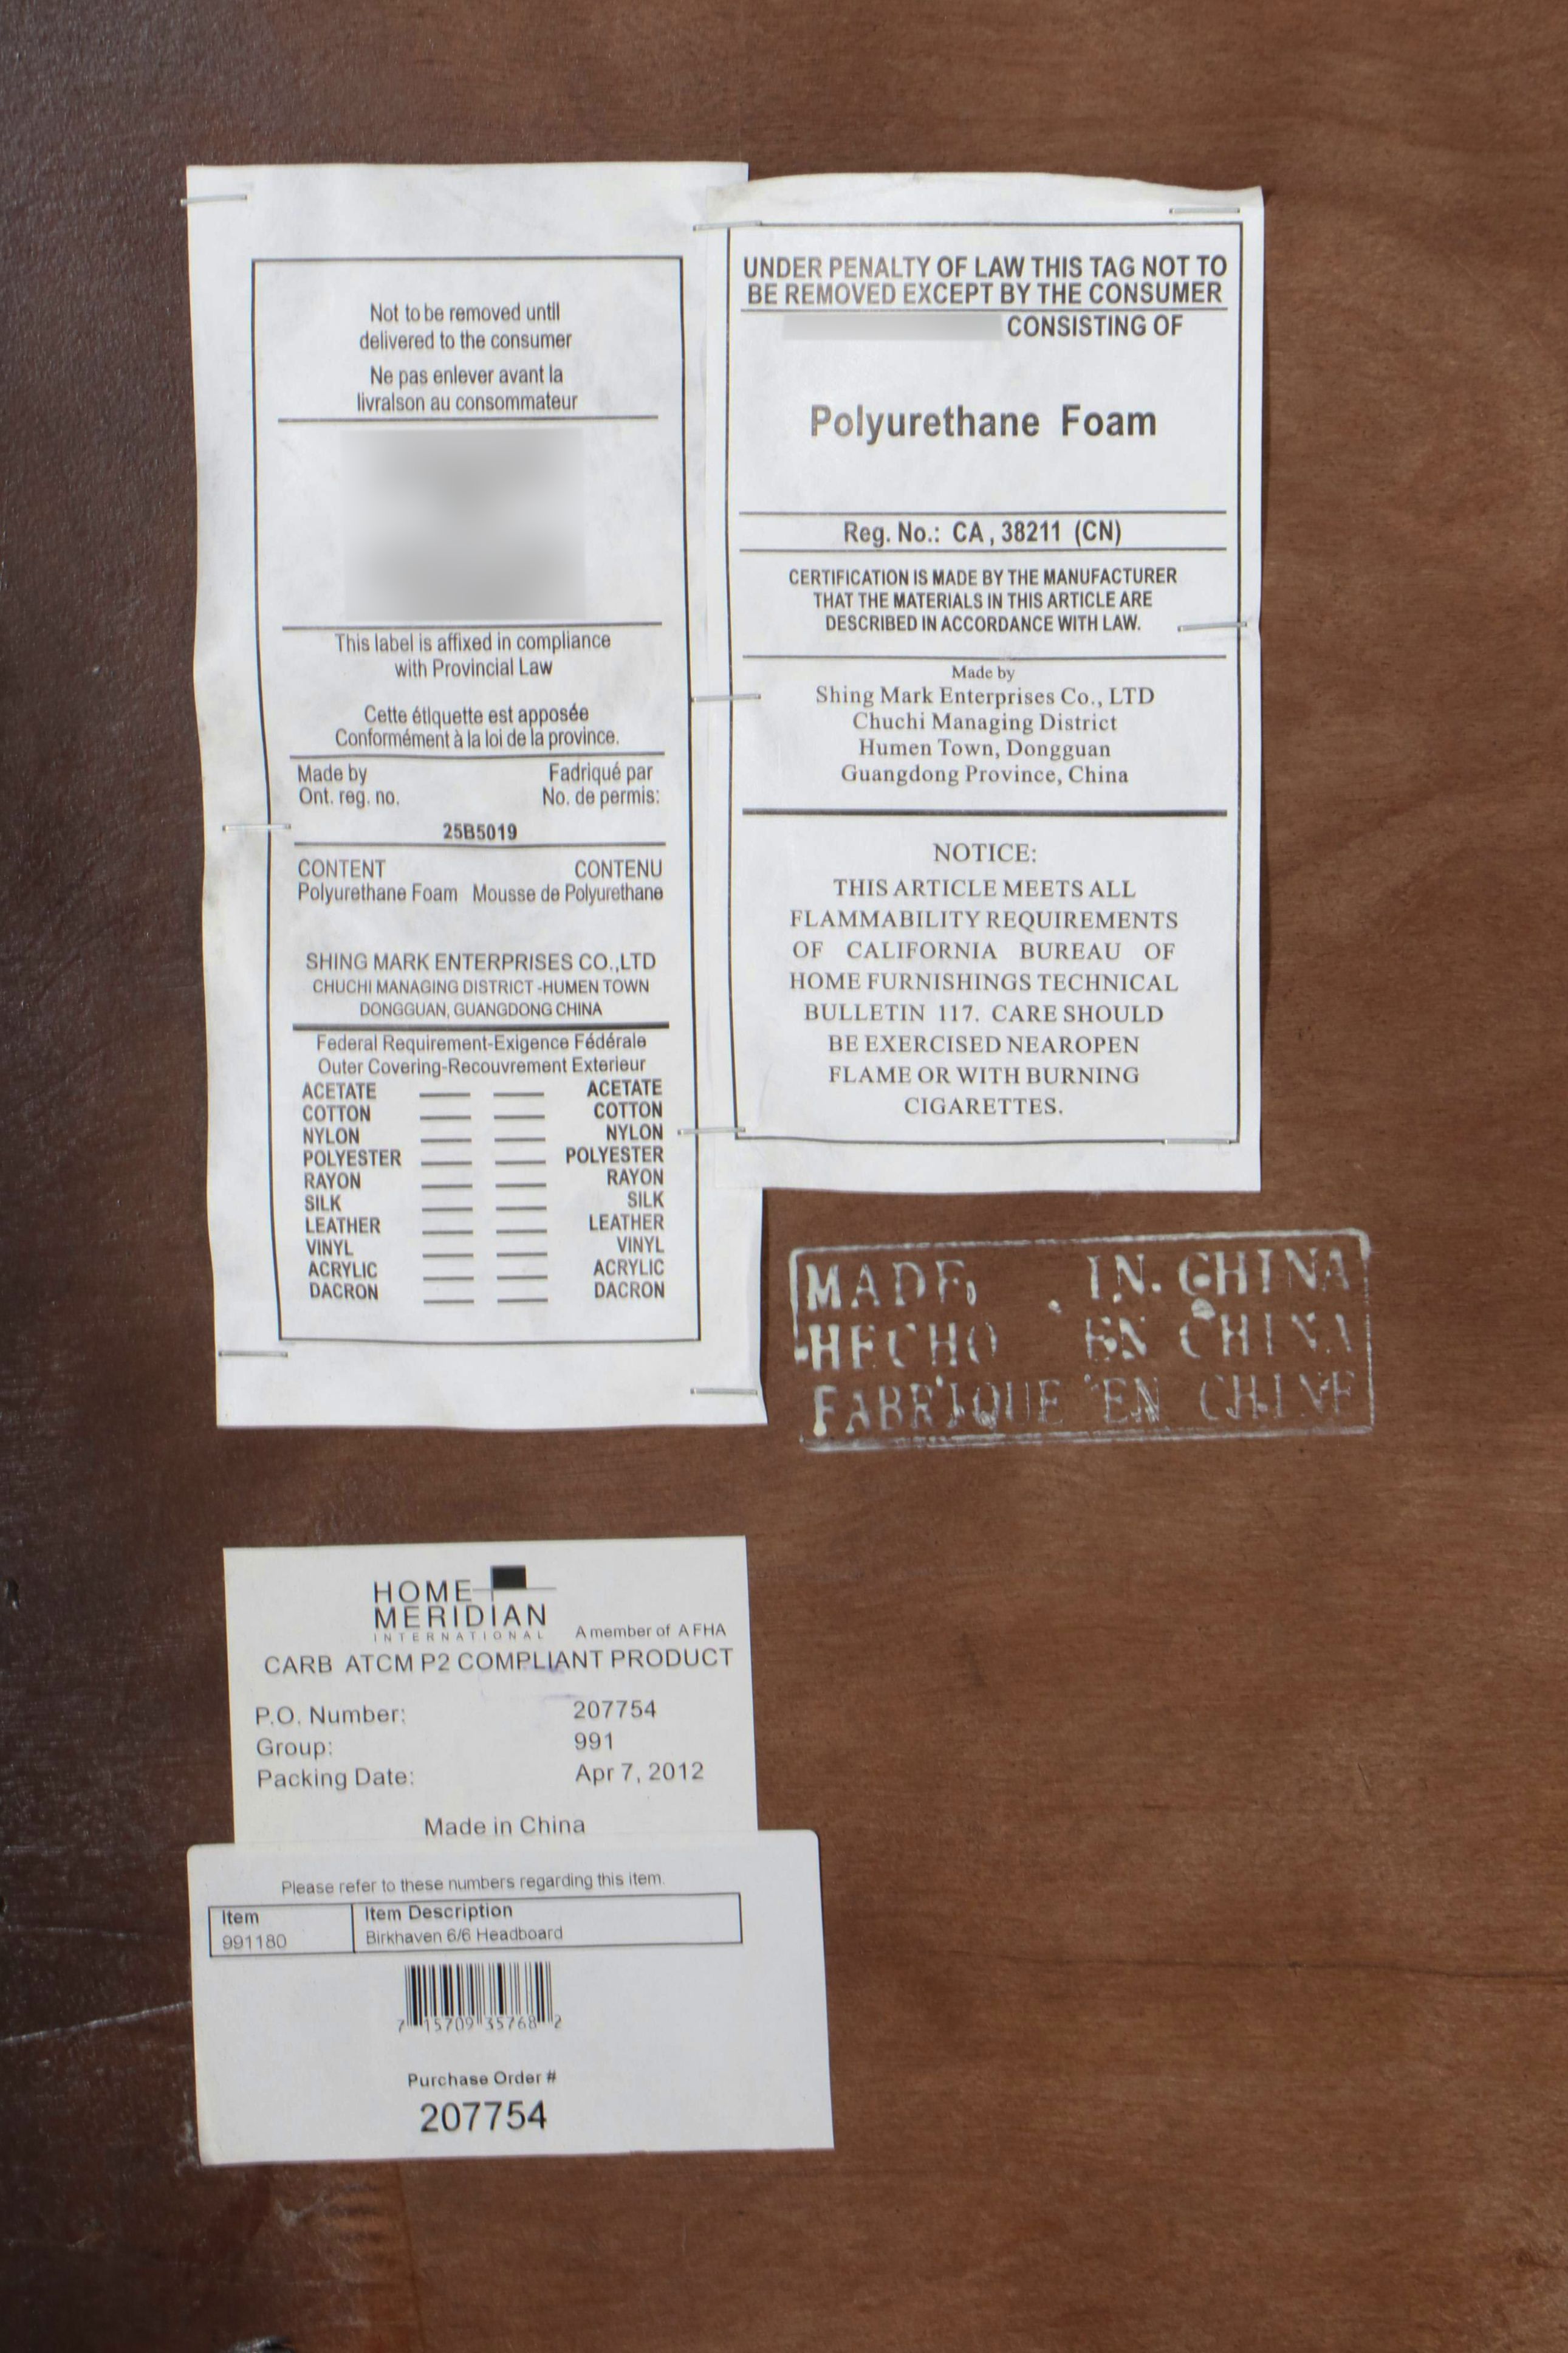 Not to be removed until
delivered to the consumer
Ne pas enlever avant la
livralson au consommateur
This label is affixed in compliance
with Provincial Law
Cette étlquette est apposée
Conformément à la loi de la province.
Made by Fadriqué par
Ont. reg. no. No. de permis:
25B5019
CONTENT CONTENU
Polyurethane Foam Mousse de Polyurethane
SHING MARK ENTERPRISES CO.,LTD
CHUCHI MANAGING DISTRICT -HUMEN TOWN
DONGGUAN, GUANGDONG CHINA
Federal Requirement-Exigence Fédérale
Outer Covering-Recouvrement Exterieur
ACETATE ACETATE
COTTON COTTON
NYLON NYLON
POLYESTER POLYESTER
RAYON RAYON
SILK SILK
LEATHER LEATHER
VINYL VINYL
ACRYLIC ACRYLIC
DACRON DACRON
UNDER PENALTY OF LAW THIS TAG NOT TO
BE REMOVED EXCEPT BY THE CONSUMER
CONSISTING OF
Polyurethane Foam
Reg. No.: CA, 38211 (CN)
CERTIFICATION IS MADE BY THE MANUFACTURER
THAT THE MATERIALS IN THIS ARTICLE ARE
DESCRIBED IN ACCORDANCE WITH LAW.
Made by
Shing Mark Enterprises Co., LTD
Chuchi Managing District
Humen Town, Dongguan
Guangdong Province, China
NOTICE:
THIS ARTICLE MEETS ALL
FLAMMABILITY REQUIREMENTS
OF CALIFORNIA BUREAU OF
HOME FURNISHINGS TECHNICAL
BULLETIN 117. CARE SHOULD
BE EXERCISED NEAROPEN
FLAME OR WITH BURNING
CIGARETTES.
MADE IN CHINA
HECHO EN CHINA
FABRIQUE EN CHINE
HOME
MERIDIAN
INTERNATIONAL A member of AFHA
CARB ATCM P2 COMPLIANT PRODUCT
P.O. Number: 207754
Group: 991
Packing Date: Apr 7, 2012
Made in China
Please refer to these numbers regarding this item.
Item Item Description
991180 Birkhaven 6/6 Headboard
7 15709 35768 2
Purchase Order #
207754